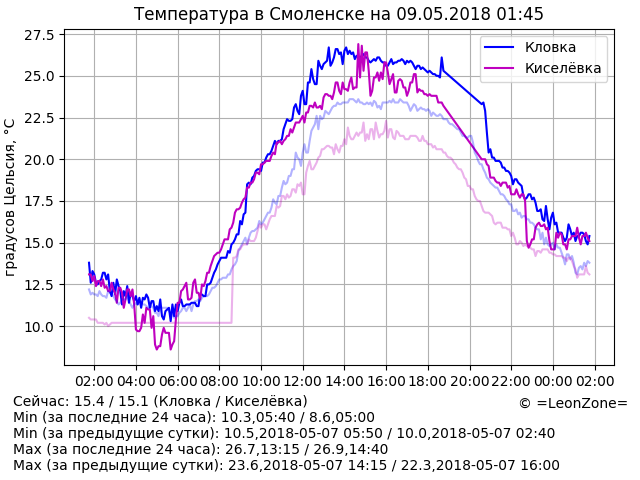 Температура в Смоленске на 09.05.2018 01:45
27.5
25.0
22.5
20.0
17.5
15.0
12.5
10.0
градусов Цельсия, °C
Кловка
Киселёвка
02:00 04:00 06:00 08:00 10:00 12:00 14:00 16:00 18:00 20:00 22:00 00:00 02:00
Сейчас: 15.4 / 15.1 (Кловка / Киселёвка)
© =LeonZone=
Min (за последние 24 часа): 10.3,05:40 / 8.6,05:00
Min (за предыдущие сутки): 10.5,2018-05-07 05:50 / 10.0,2018-05-07 02:40
Max (за последние 24 часа): 26.7,13:15 / 26.9,14:40
Max (за предыдущие сутки): 23.6,2018-05-07 14:15 / 22.3,2018-05-07 16:00